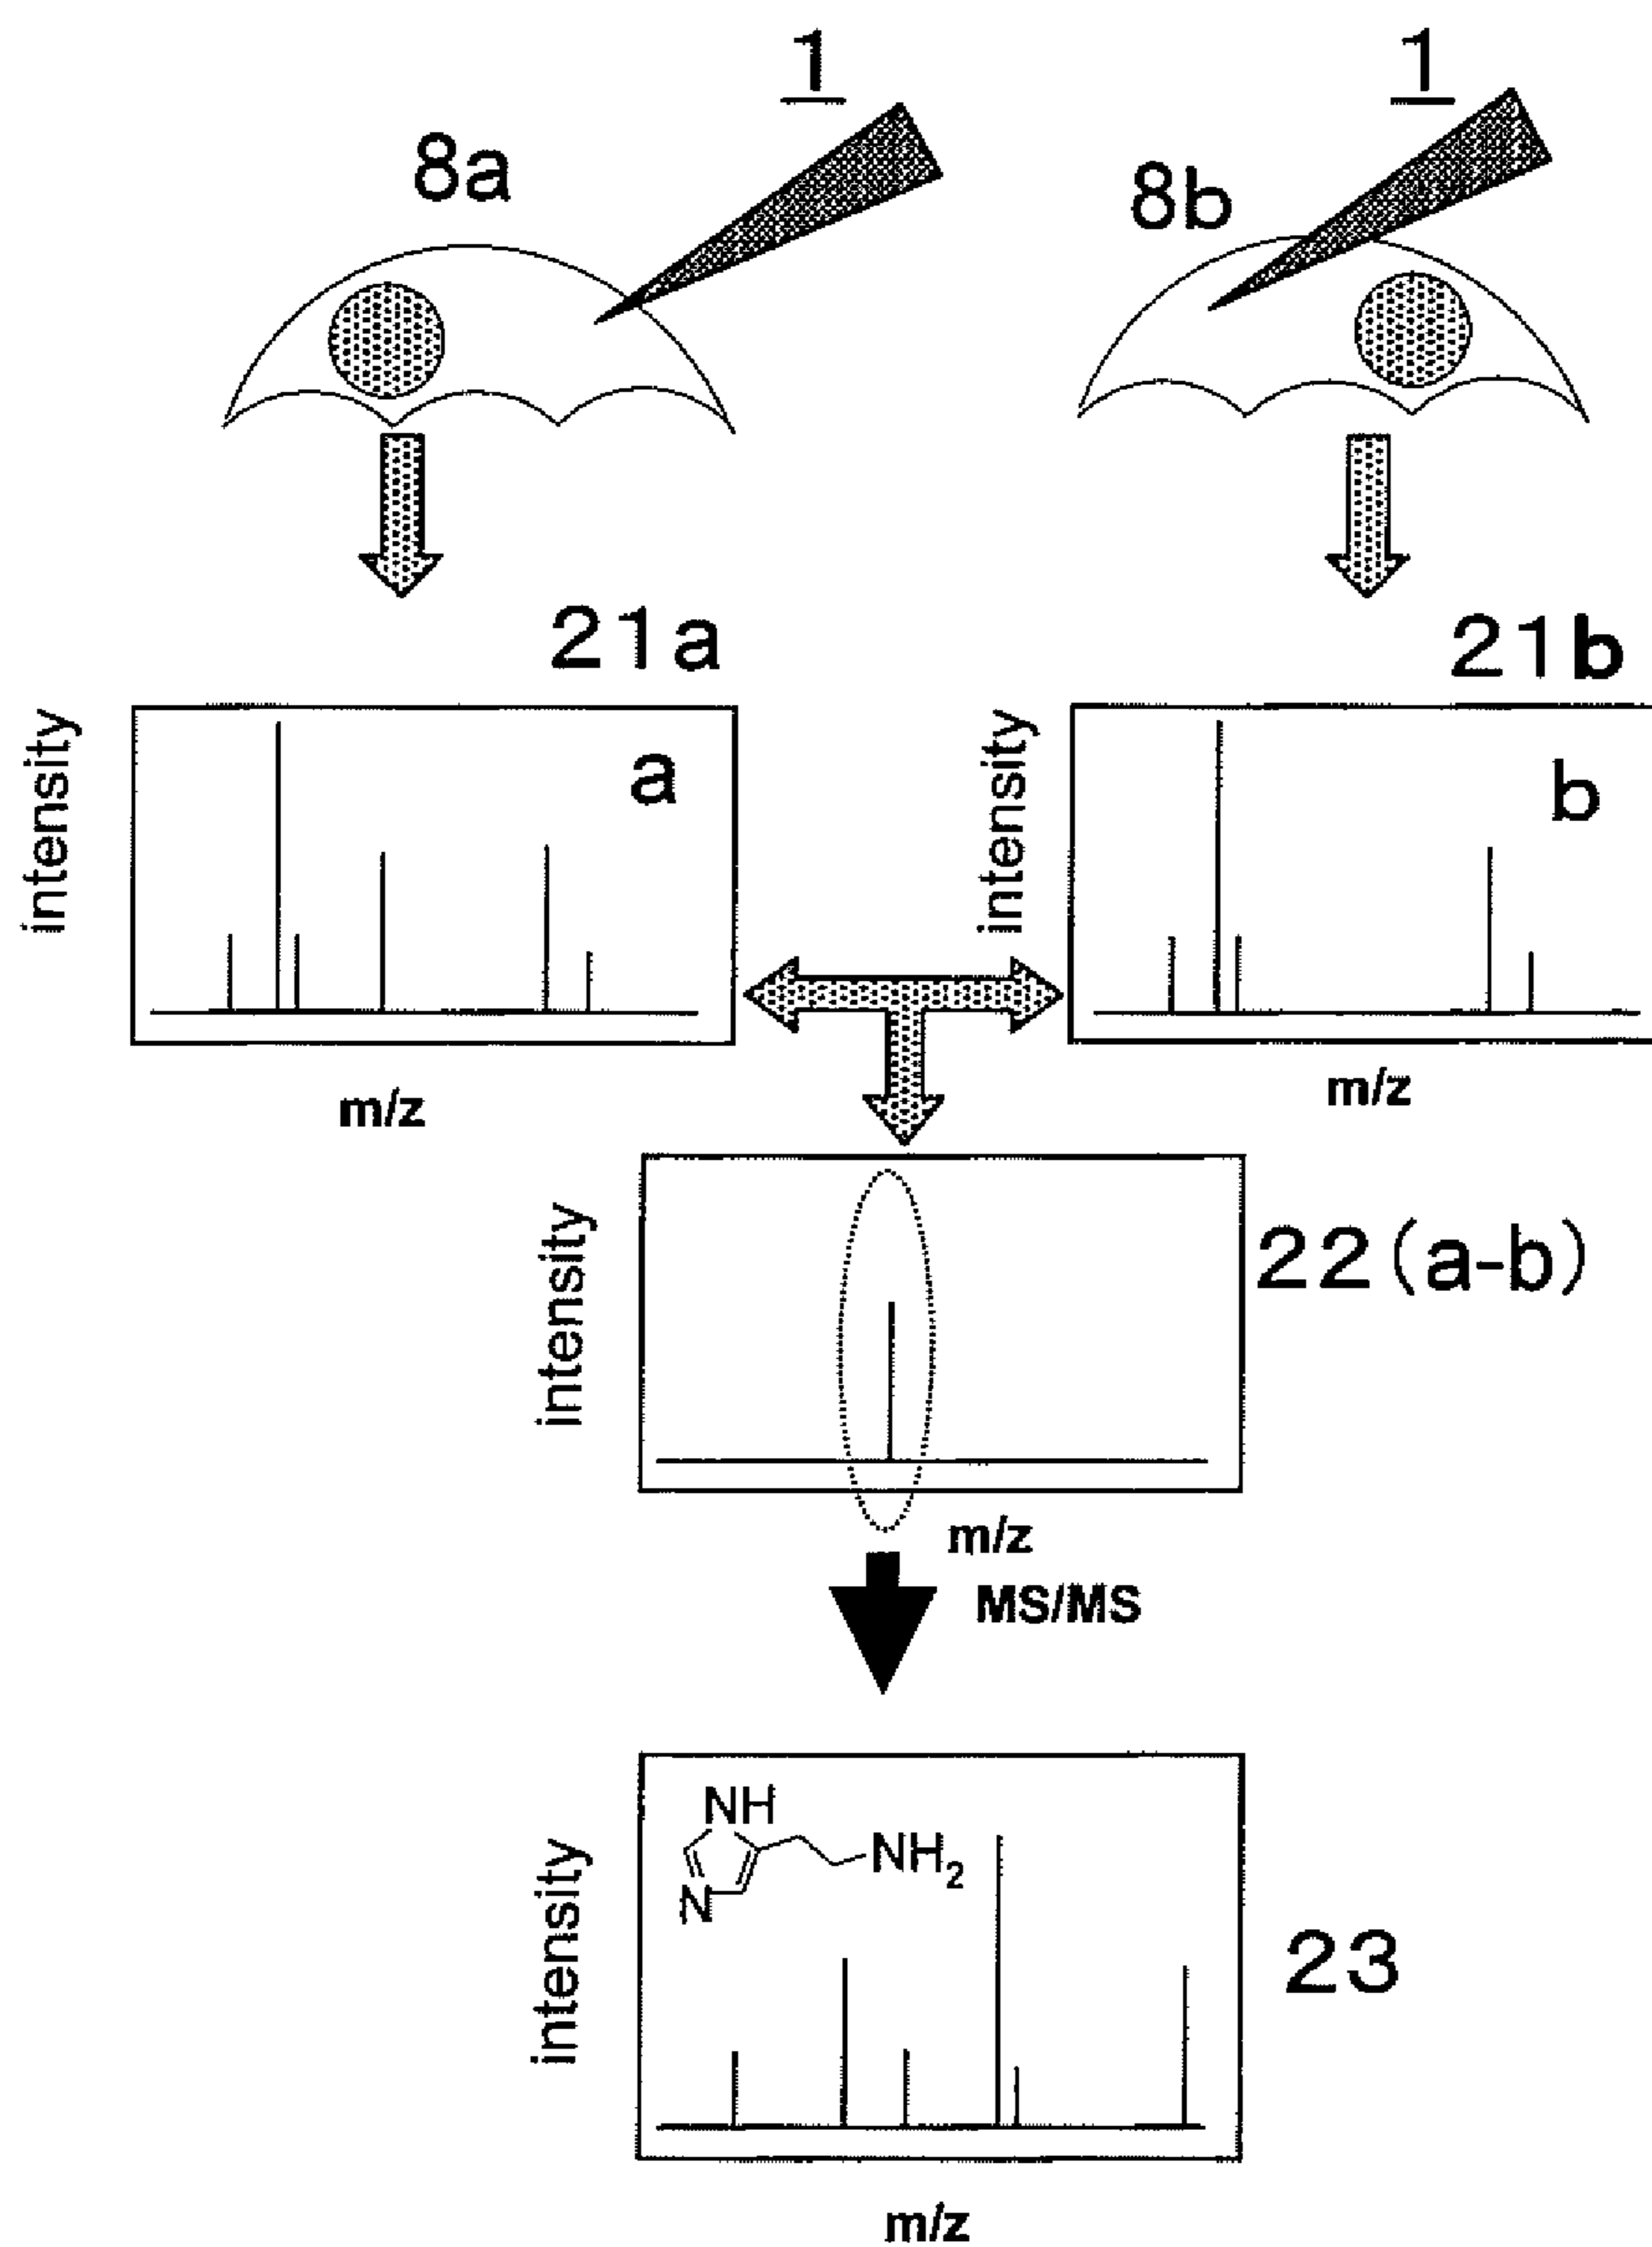 1
1
8a
8b
21a
21b
intensity
a
intensity
b
m/z
m/z
intensity
22(a-b)
m/z
MS/MS
intensity
NH
NH2
N
23
m/z